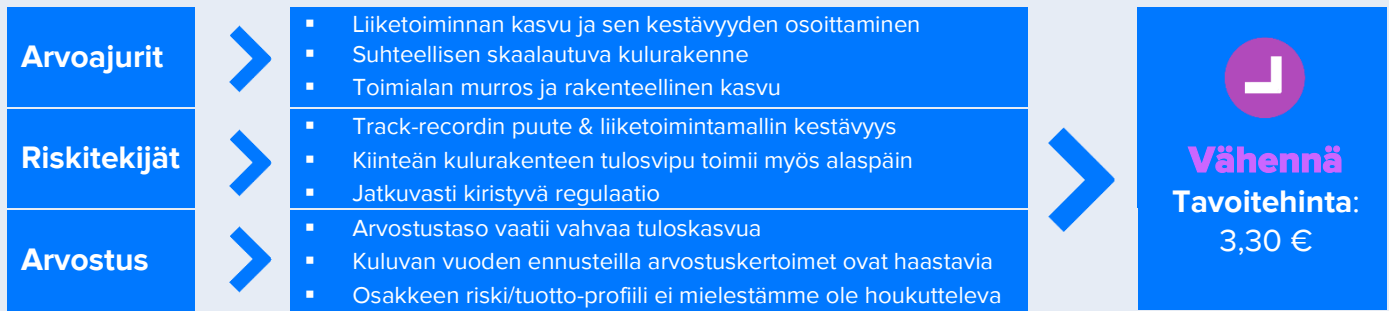 Arvoajurit
▪ Liiketoiminnan kasvu ja sen kestävyyden osoittaminen
▪ Suhteellisen skaalautuva kulurakenne
▪ Toimialan murros ja rakenteellinen kasvu
Riskitekijät
▪ Track-recordin puute & liiketoimintamallin kestävyys
▪ Kiinteän kulurakenteen tulosvipu toimii myös alaspäin
▪ Jatkuvasti kiristyvä regulaatio
Arvostus
▪ Arvostustaso vaatii vahvaa tuloskasvua
▪ Kuluvan vuoden ennusteilla arvostuskertoimet ovat haastavia
▪ Osakkeen riski/tuotto-profiili ei mielestämme ole houkutteleva
Vähennä
Tavoitehinta:
3,30 €